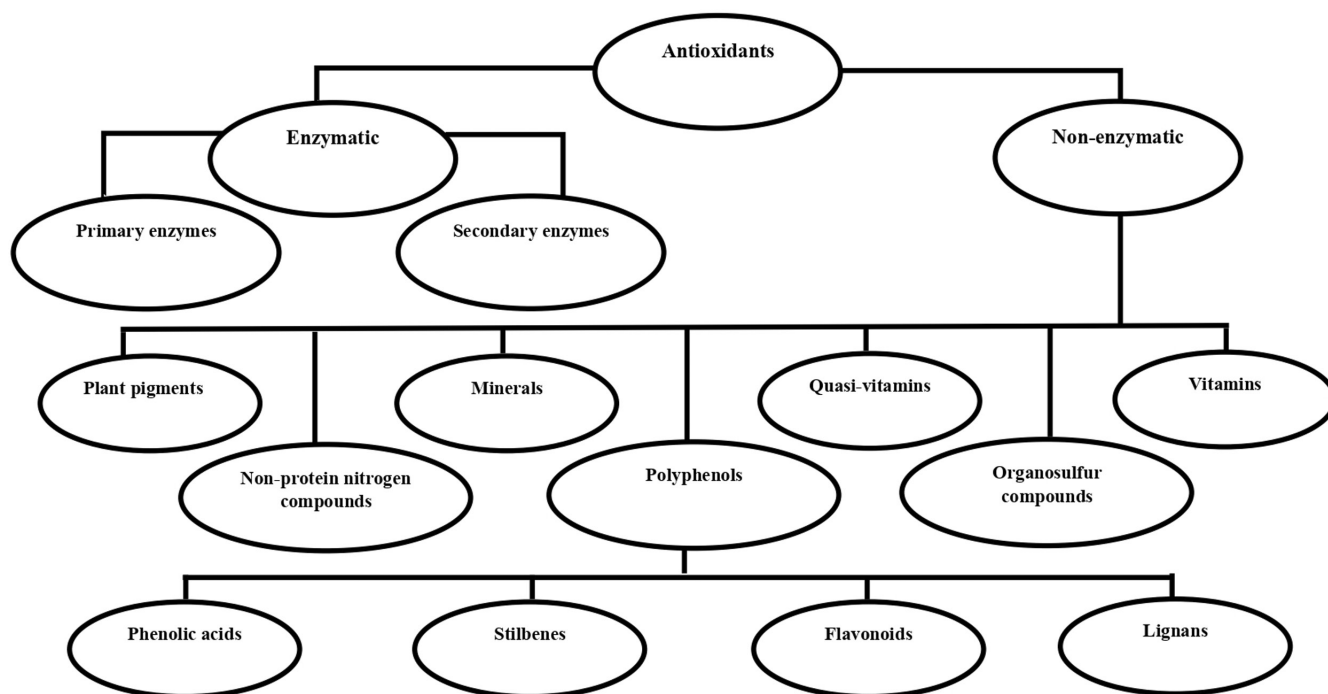 Antioxidants
Enzymatic
Non-enzymatic
Primary enzymes
Secondary enzymes
Plant pigments
Minerals
Quasi-vitamins
Vitamins
Non-protein nitrogen
compounds
Polyphenols
Organosulfur
compounds
Phenolic acids
Stilbenes
Flavonoids
Lignans